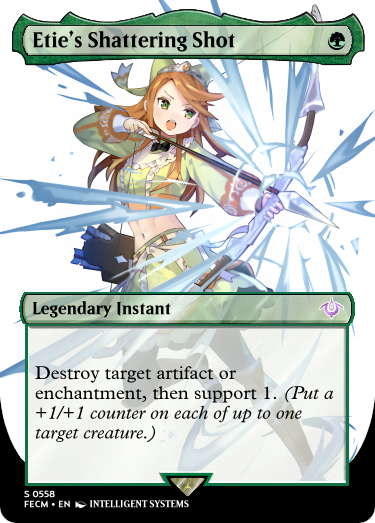 Etie's Shattering Shot
Legendary Instant
Destroy target artifact or
enchantment, then support 1. (Put a
+1/+1 counter on each of up to one
target creature.)
S 0558
FECM • EN INTELLIGENT SYSTEMS